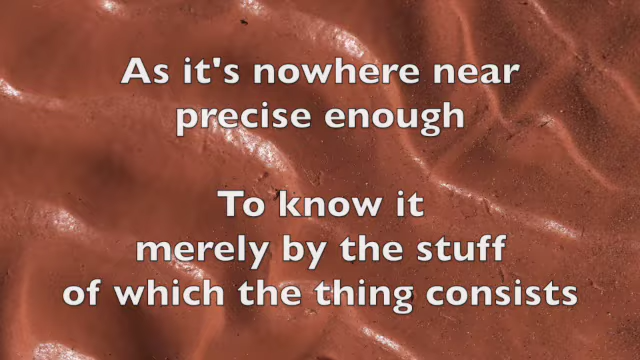 As it's nowhere near
precise enough
To know it
merely by the stuff
of which the thing consists